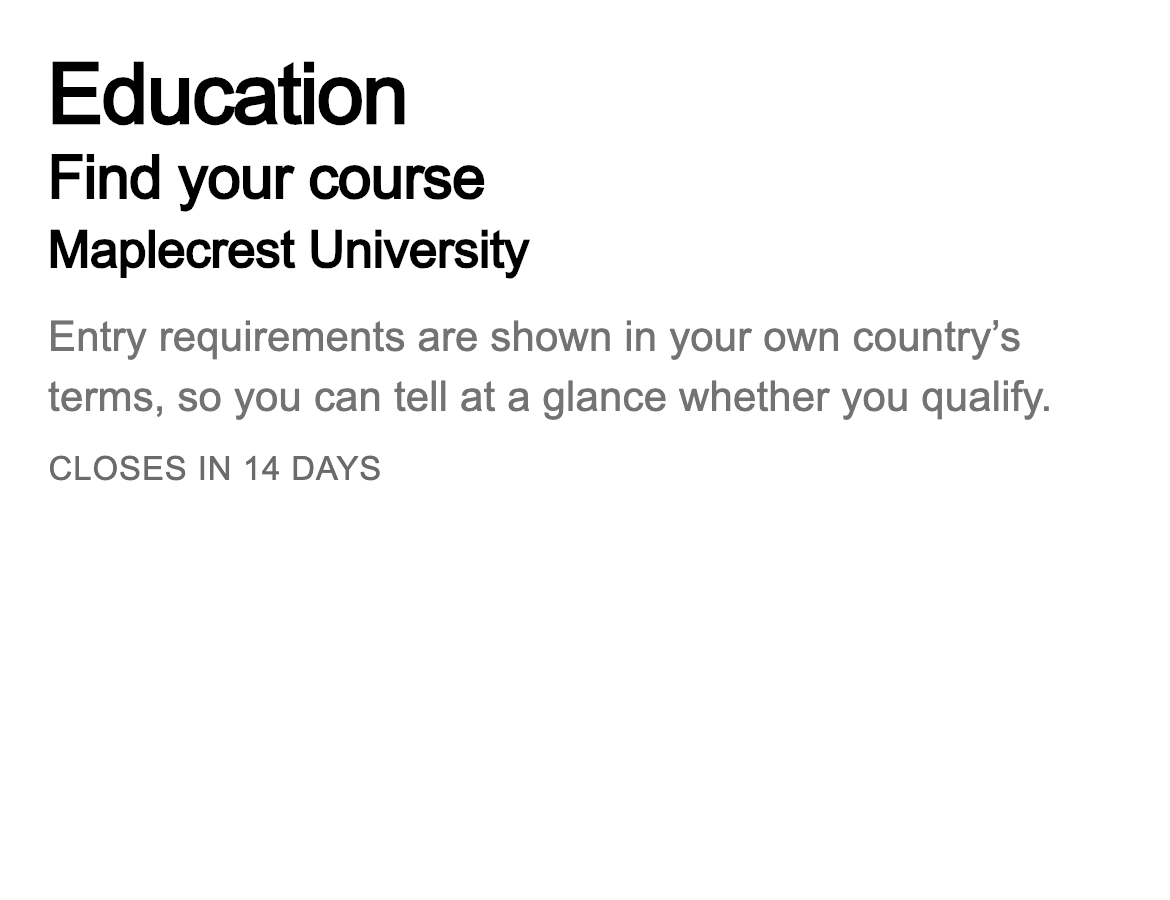 Education
Find your course
Maplecrest University
Entry requirements are shown in your own country’s
terms, so you can tell at a glance whether you qualify.
CLOSES IN 14 DAYS